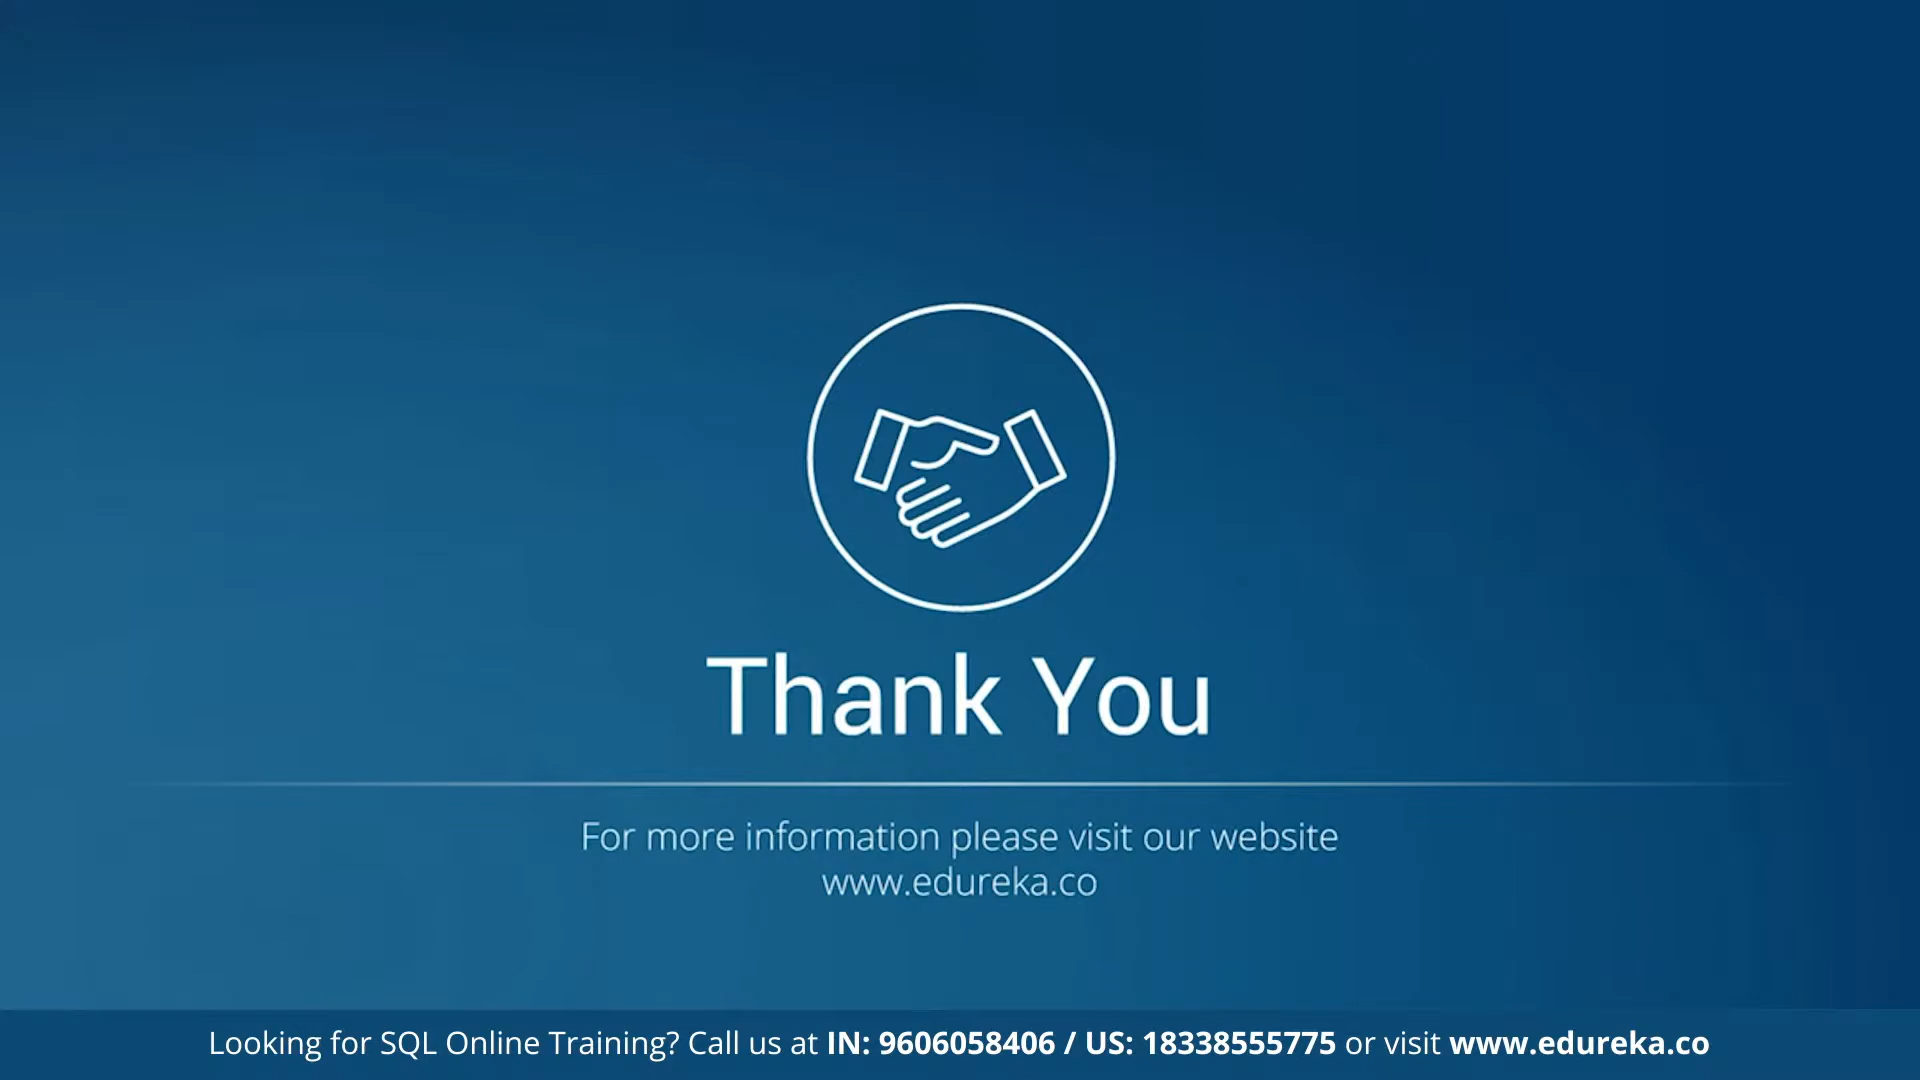 Thank You
For more information please visit our website
www.edureka.co
Looking for SQL Online Training? Call us at IN: 9606058406 / US: 18338555775 or visit www.edureka.co